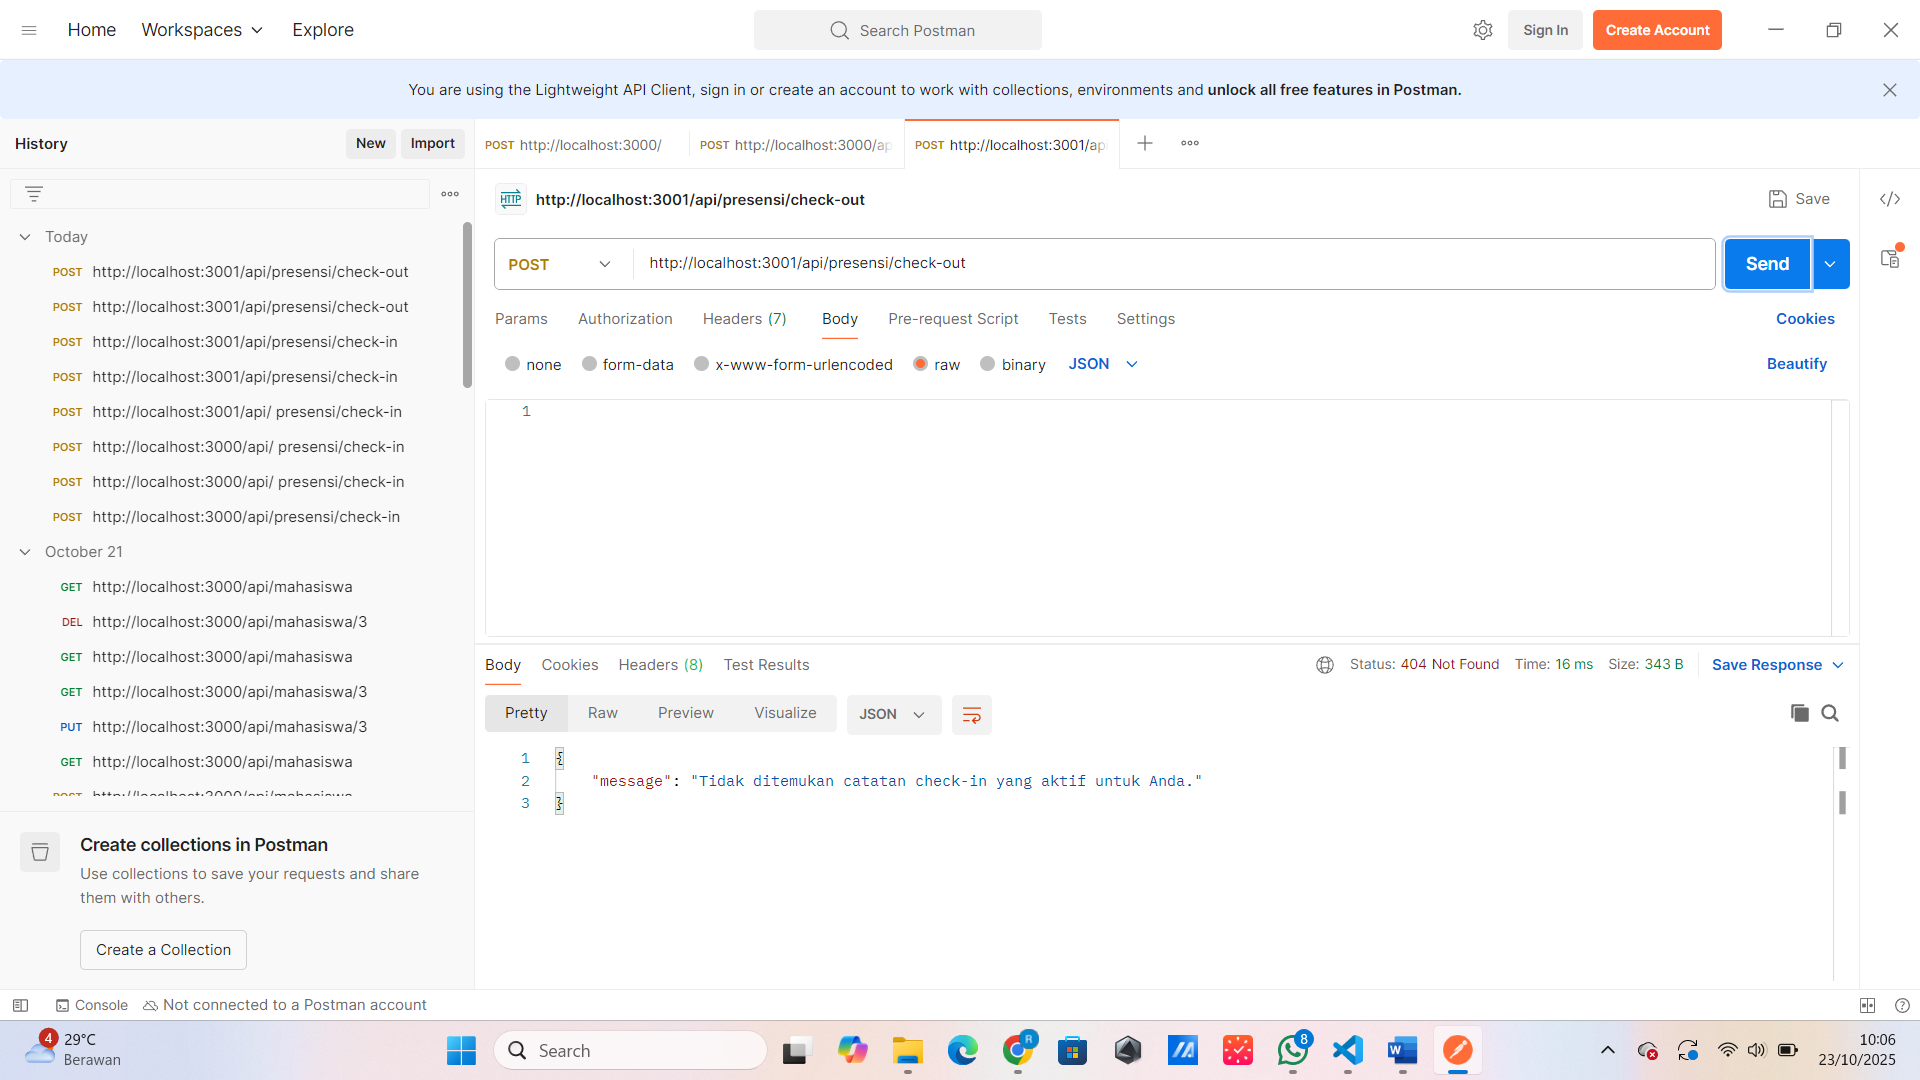 Home Workspaces Explore Search Postman Sign In Create Account
You are using the Lightweight API Client, sign in or create an account to work with collections, environments and unlock all free features in Postman.
History New Import
POST http://localhost:3000/ POST http://localhost:3000/ap POST http://localhost:3001/ap
HTTP http://localhost:3001/api/presensi/check-out Save
Today
POST http://localhost:3001/api/presensi/check-out
POST http://localhost:3001/api/presensi/check-out
POST http://localhost:3001/api/presensi/check-in
POST http://localhost:3001/api/presensi/check-in
POST http://localhost:3001/api/ presensi/check-in
POST http://localhost:3000/api/ presensi/check-in
POST http://localhost:3000/api/ presensi/check-in
POST http://localhost:3000/api/presensi/check-in
October 21
GET http://localhost:3000/api/mahasiswa
DEL http://localhost:3000/api/mahasiswa/3
GET http://localhost:3000/api/mahasiswa
GET http://localhost:3000/api/mahasiswa/3
PUT http://localhost:3000/api/mahasiswa/3
GET http://localhost:3000/api/mahasiswa
POST http://localhost:3000/api/mahasiswa
Create collections in Postman
Use collections to save your requests and share
them with others.
Create a Collection
POST http://localhost:3001/api/presensi/check-out Send
Params Authorization Headers (7) Body Pre-request Script Tests Settings Cookies
none form-data x-www-form-urlencoded raw binary JSON Beautify
1
Body Cookies Headers (8) Test Results Status: 404 Not Found Time: 16 ms Size: 343 B Save Response
Pretty Raw Preview Visualize JSON
1 {
2 "message": "Tidak ditemukan catatan check-in yang aktif untuk Anda."
3 }
Console Not connected to a Postman account
4 29°C
Berawan
Search
R
8
10:06
23/10/2025